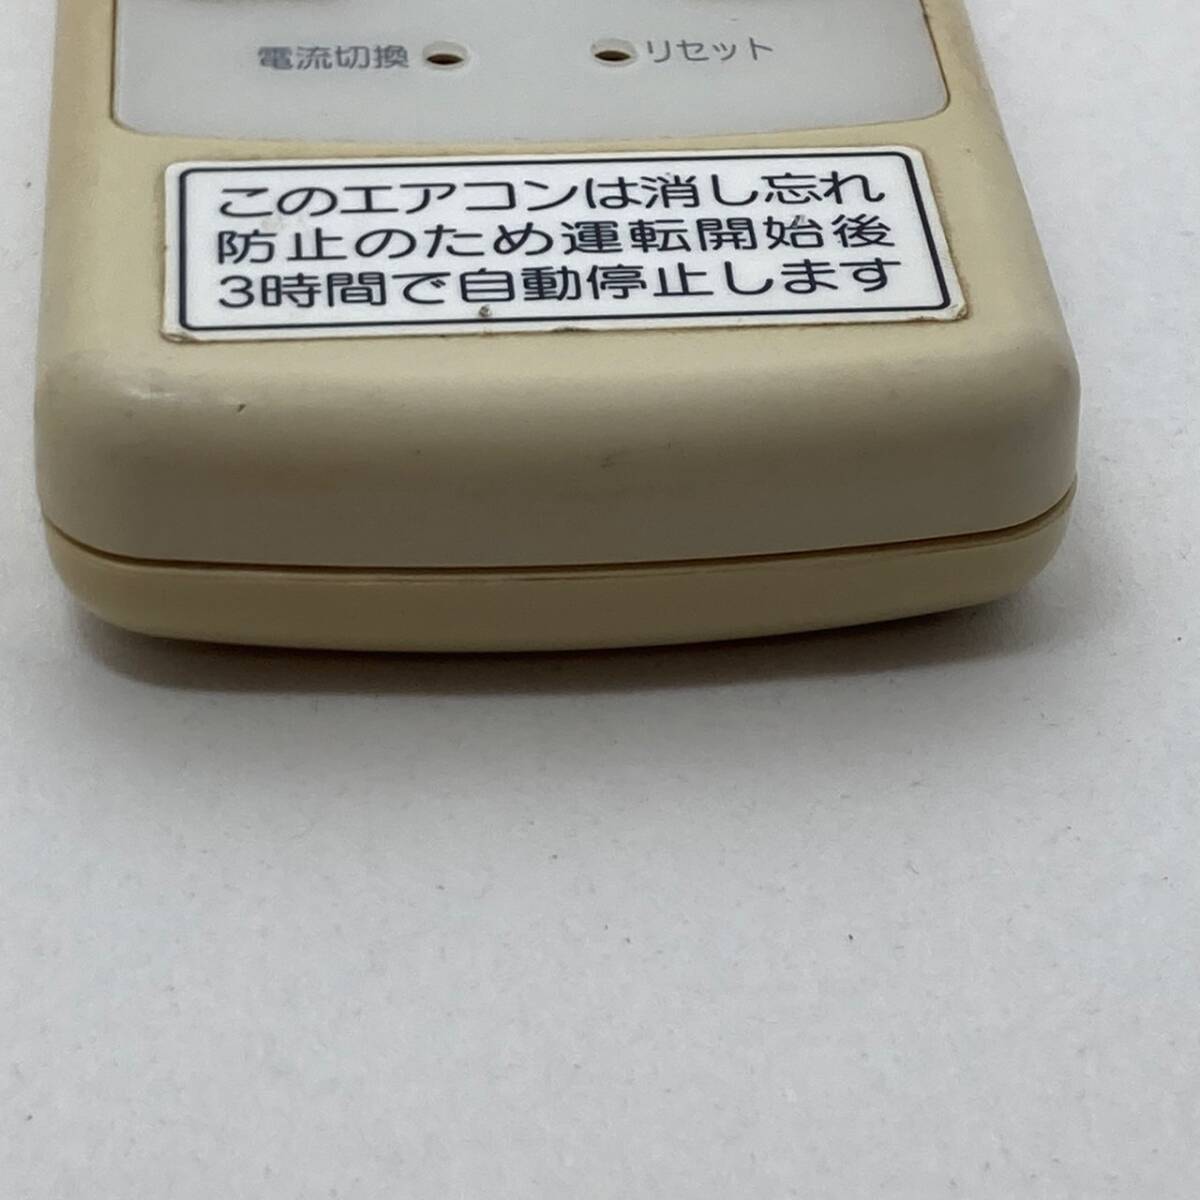 電流切換 リセット
このエアコンは消し忘れ
防止のため運転開始後
3時間で自動停止します